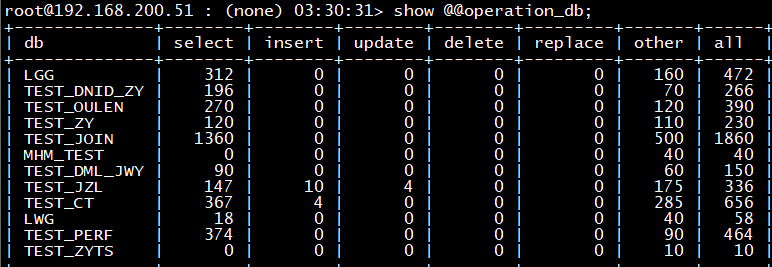 root@192.168.200.51 : (none) 03:30:31> show @@operation_db;
+--------------+--------+--------+--------+--------+---------+-------+------+
| db           | select | insert | update | delete | replace | other | all  |
+--------------+--------+--------+--------+--------+---------+-------+------+
| LGG          |    312 |      0 |      0 |      0 |       0 |   160 |  472 |
| TEST_DNID_ZY |    196 |      0 |      0 |      0 |       0 |    70 |  266 |
| TEST_OULEN   |    270 |      0 |      0 |      0 |       0 |   120 |  390 |
| TEST_ZY      |    120 |      0 |      0 |      0 |       0 |   110 |  230 |
| TEST_JOIN    |   1360 |      0 |      0 |      0 |       0 |   500 | 1860 |
| MHM_TEST     |      0 |      0 |      0 |      0 |       0 |    40 |   40 |
| TEST_DML_JWY |     90 |      0 |      0 |      0 |       0 |    60 |  150 |
| TEST_JZL     |    147 |     10 |      4 |      0 |       0 |   175 |  336 |
| TEST_CT      |    367 |      4 |      0 |      0 |       0 |   285 |  656 |
| LWG          |     18 |      0 |      0 |      0 |       0 |    40 |   58 |
| TEST_PERF    |    374 |      0 |      0 |      0 |       0 |    90 |  464 |
| TEST_ZYTS    |      0 |      0 |      0 |      0 |       0 |    10 |   10 |